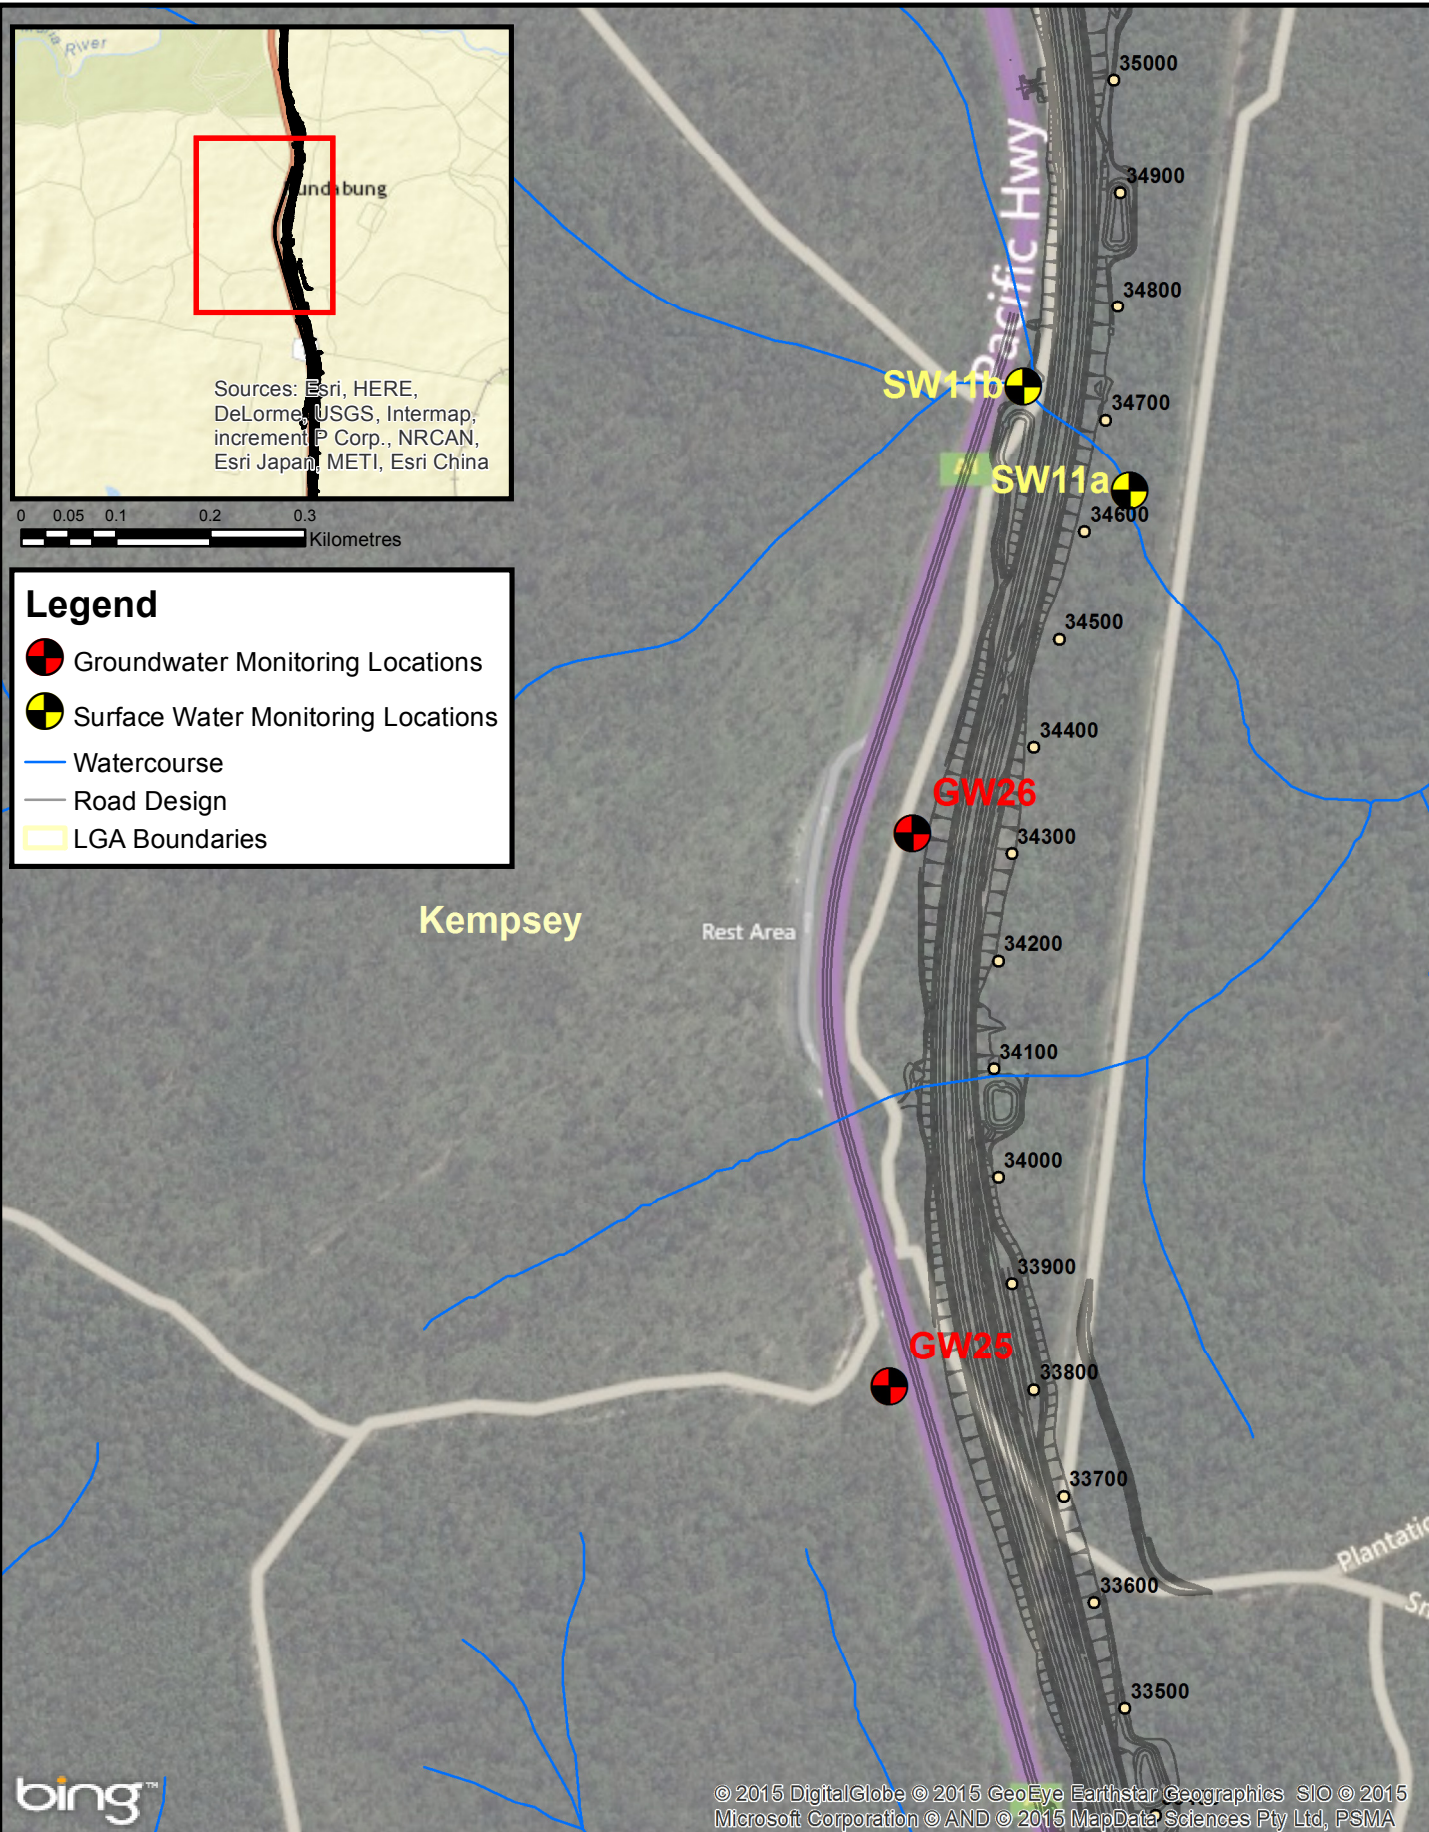 River
Sources: Esri, HERE,
DeLorme, USGS, Intermap,
increment P Corp., NRCAN,
Esri Japan, METI, Esri China
0 0.05 0.1 0.2 0.3
Kilometres
Legend
Groundwater Monitoring Locations
Surface Water Monitoring Locations
Watercourse
Road Design
LGA Boundaries
35000
34900
Pacific Hwy
34800
SW11b
34700
A1
SW11a
34600
34500
34400
GW26
34300
Kempsey
Rest Area
34200
34100
34000
33900
GW25
33800
33700
33600
33500
bing™
© 2015 DigitalGlobe © 2015 GeoEye Earthstar Geographics SIO © 2015
Microsoft Corporation © AND © 2015 MapData Sciences Pty Ltd, PSMA